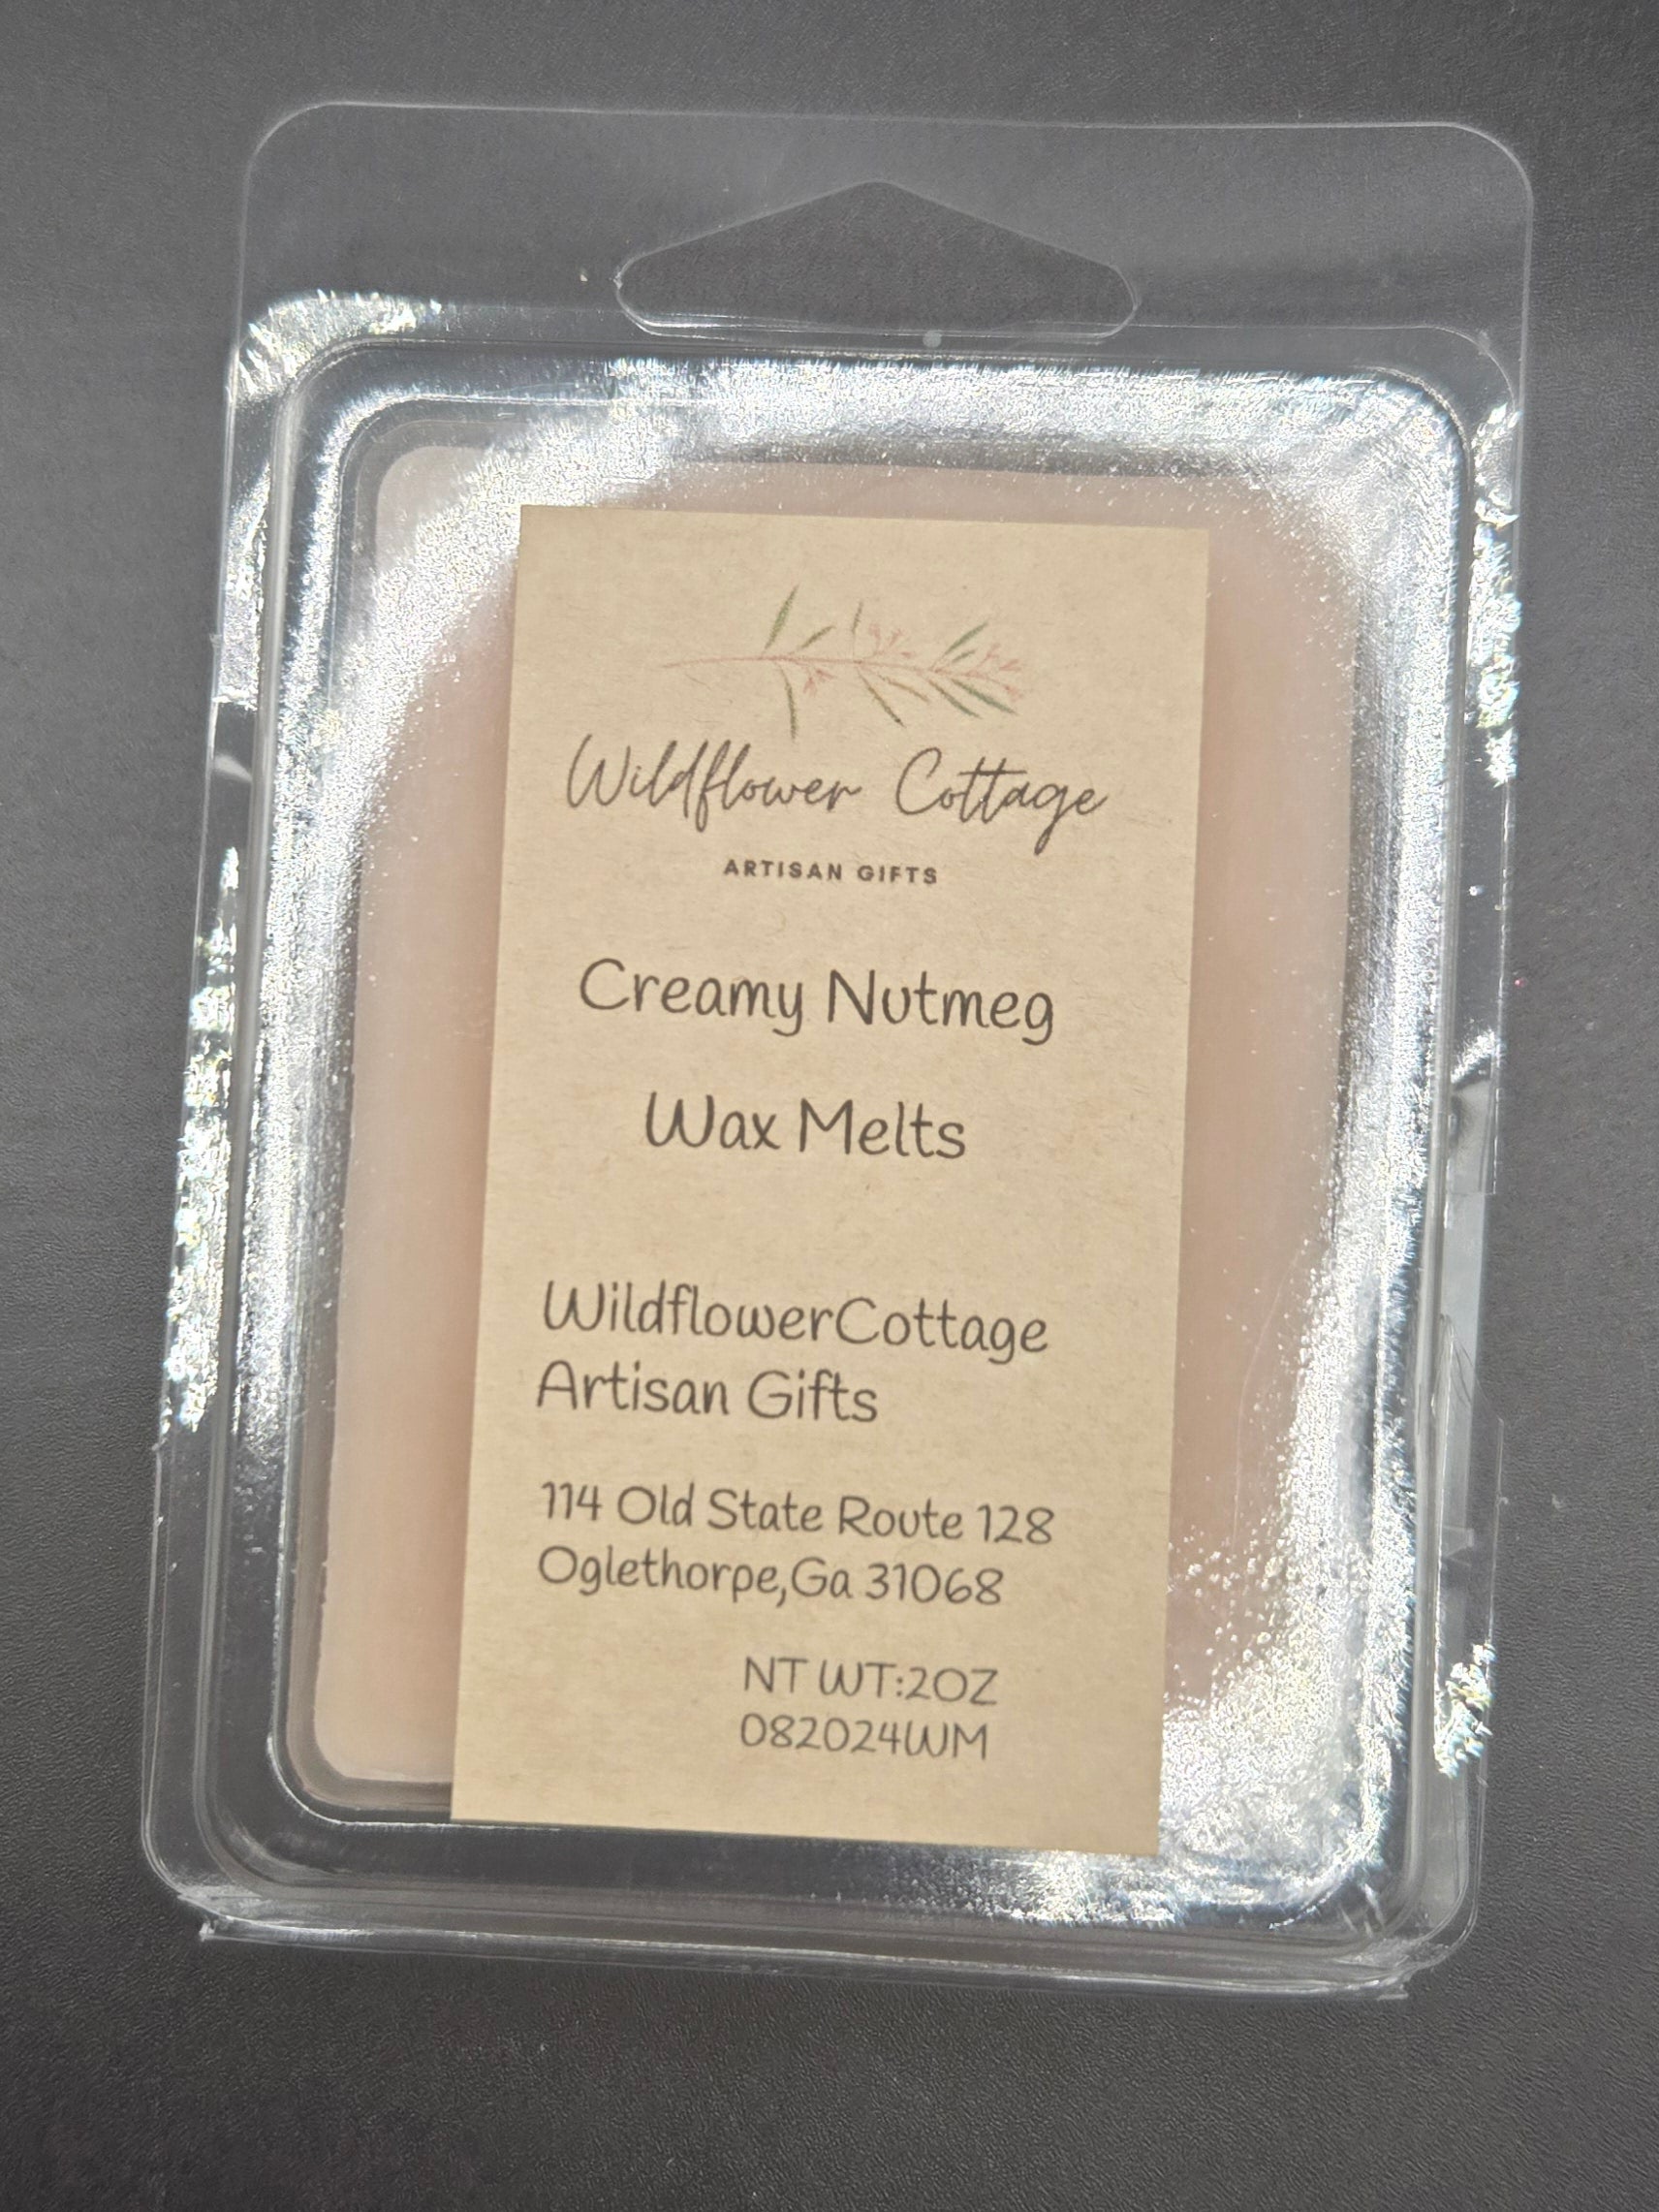 Wildflower Cottage
ARTISAN GIFTS
Creamy Nutmeg
Wax Melts
WildflowerCottage
Artisan Gifts
114 Old State Route 128
Oglethorpe,Ga 31068
NT WT:2OZ
082024WM